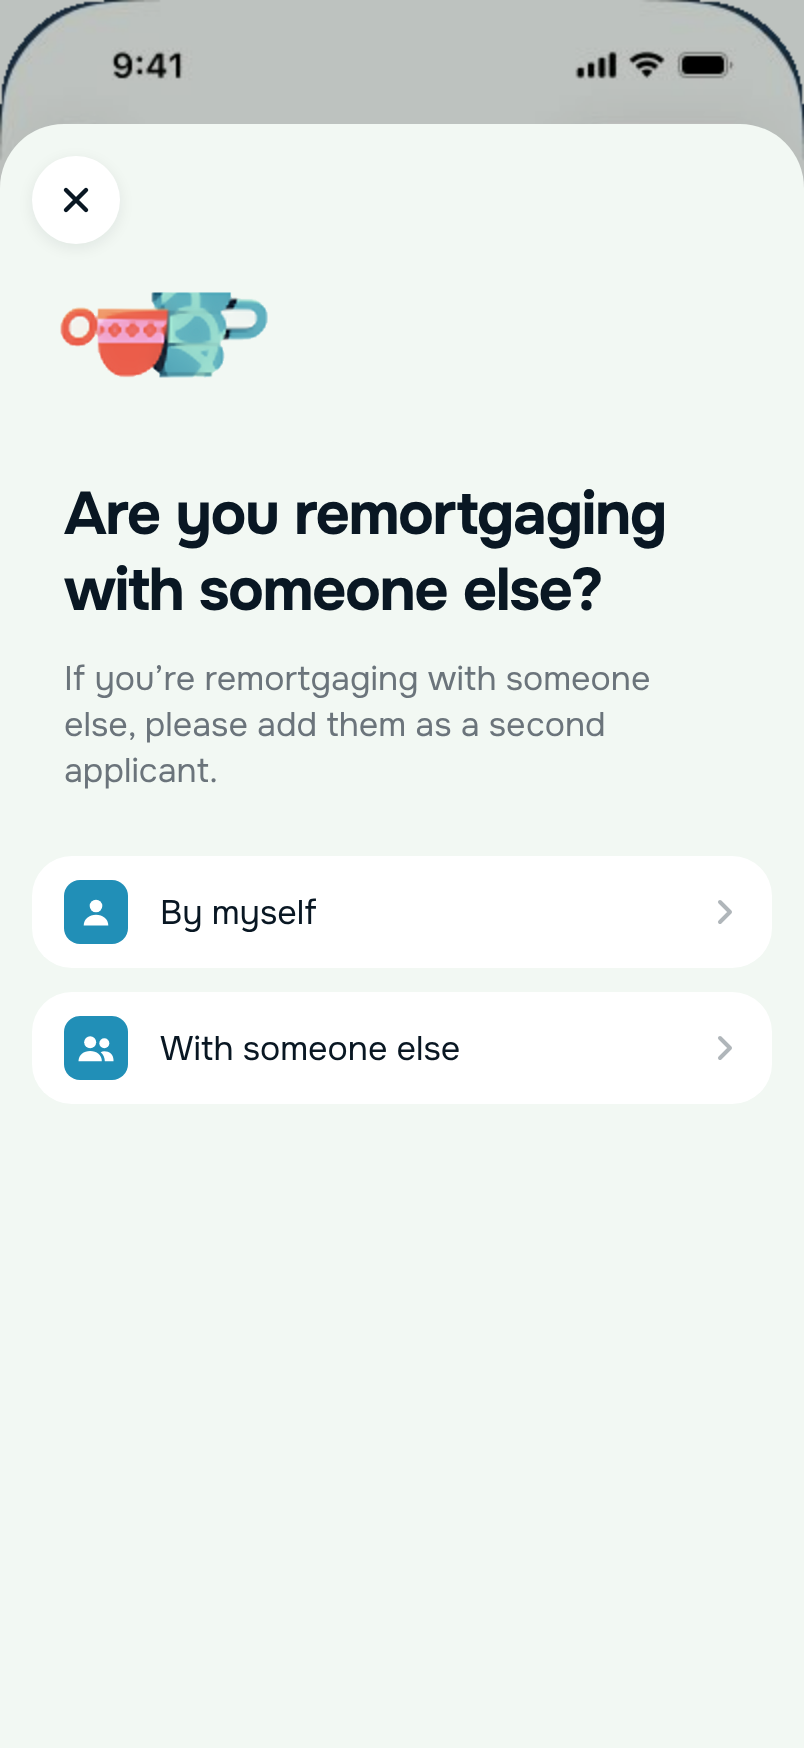 9:41
Are you remortgaging
with someone else?
If you’re remortgaging with someone
else, please add them as a second
applicant.
By myself
With someone else